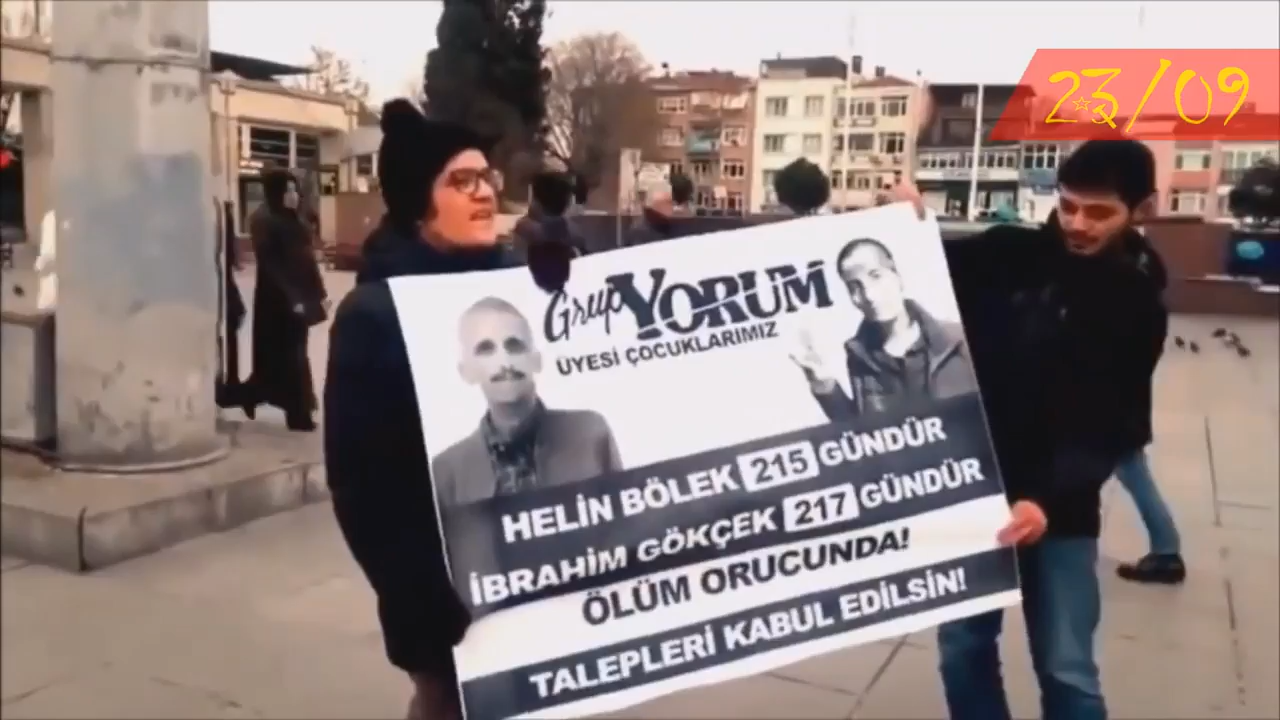 23/09
Grup YORUM
ÜYESİ ÇOCUKLARIMIZ
HELİN BÖLEK 215 GÜNDÜR
İBRAHİM GÖKÇEK 217 GÜNDÜR
ÖLÜM ORUCUNDA!
TALEPLERİ KABUL EDİLSİN!